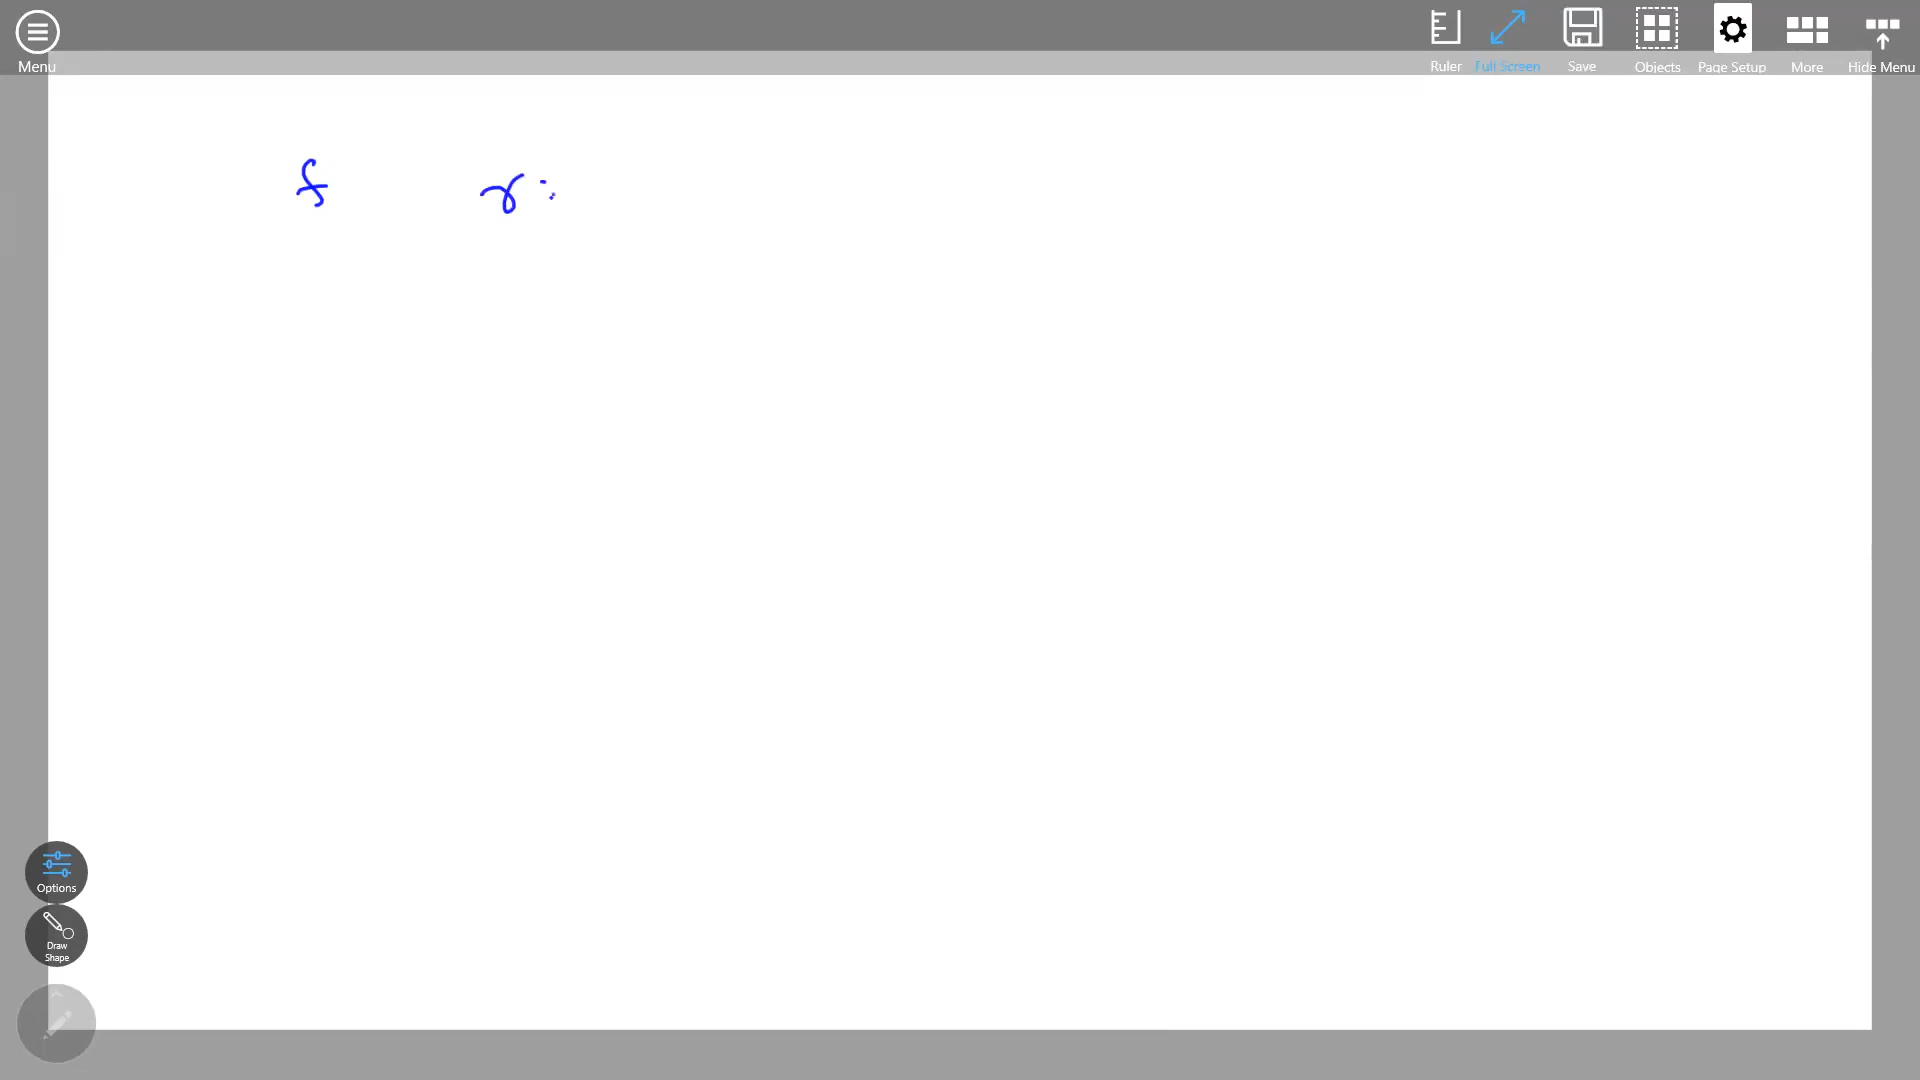 Menu
Ruler Full Screen Save Objects Page Setup More Hide Menu
f γ:
Options
Draw
Shape